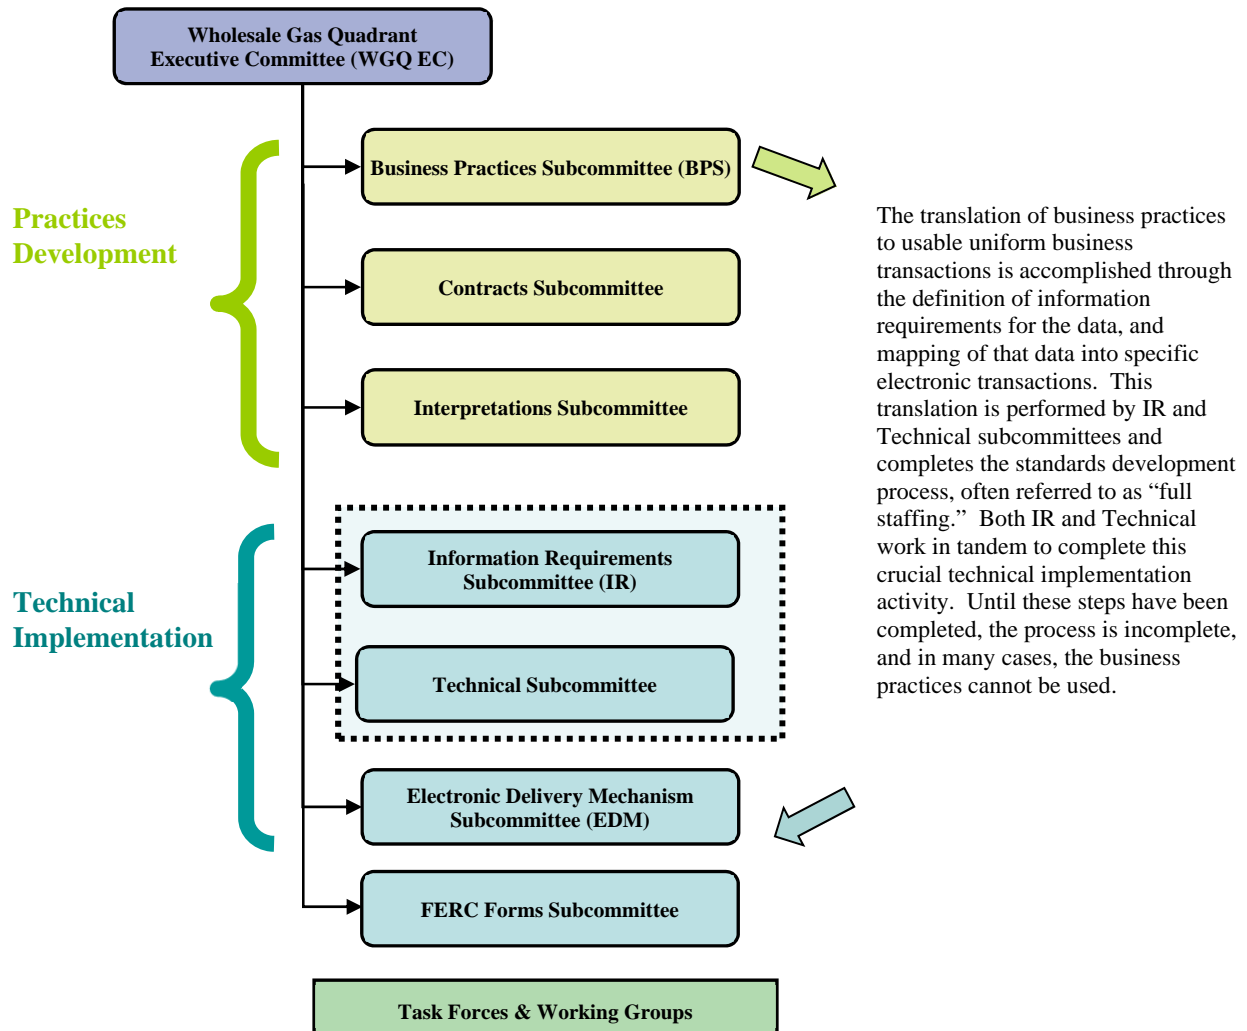 Wholesale Gas Quadrant
Executive Committee (WGQ EC)
Practices
Development
Business Practices Subcommittee (BPS)
Contracts Subcommittee
Interpretations Subcommittee
Technical
Implementation
Information Requirements
Subcommittee (IR)
Technical Subcommittee
Electronic Delivery Mechanism
Subcommittee (EDM)
FERC Forms Subcommittee
Task Forces & Working Groups
The translation of business practices
to usable uniform business
transactions is accomplished through
the definition of information
requirements for the data, and
mapping of that data into specific
electronic transactions.  This
translation is performed by IR and
Technical subcommittees and
completes the standards development
process, often referred to as “full
staffing.”  Both IR and Technical
work in tandem to complete this
crucial technical implementation
activity.  Until these steps have been
completed, the process is incomplete,
and in many cases, the business
practices cannot be used.